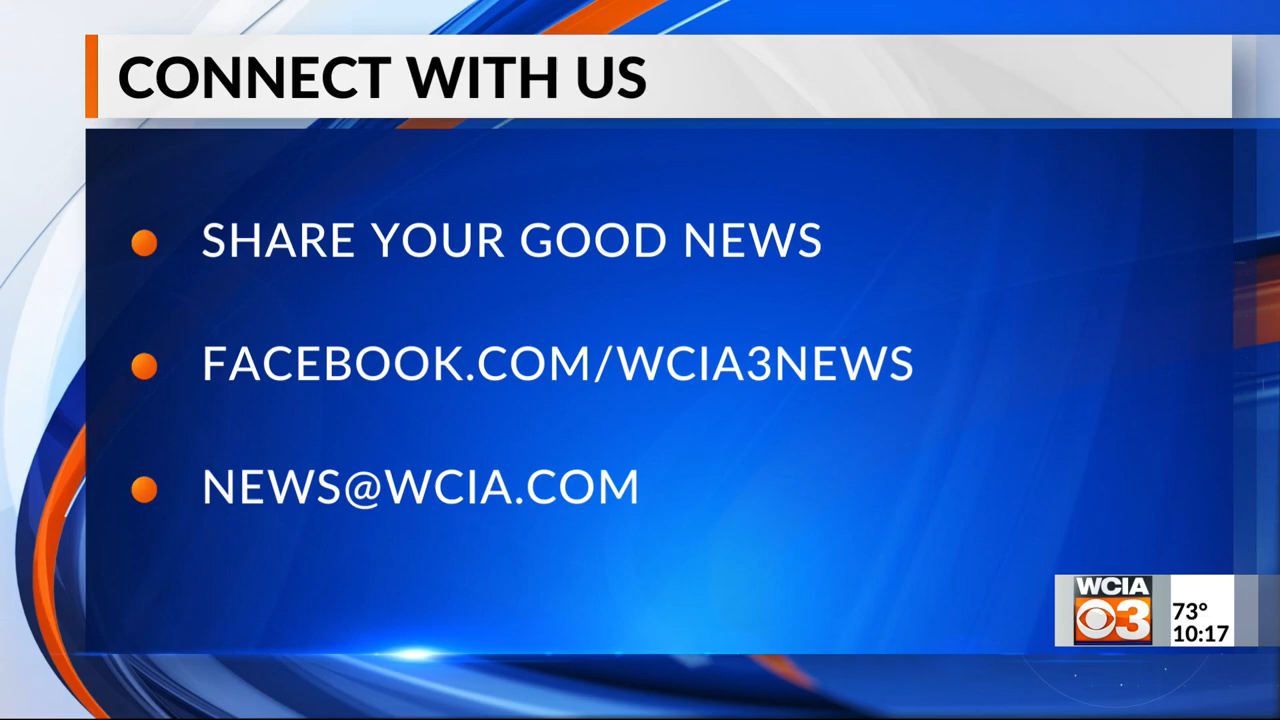 CONNECT WITH US
SHARE YOUR GOOD NEWS
FACEBOOK.COM/WCIA3NEWS
NEWS@WCIA.COM
WCIA
3
73°
10:17